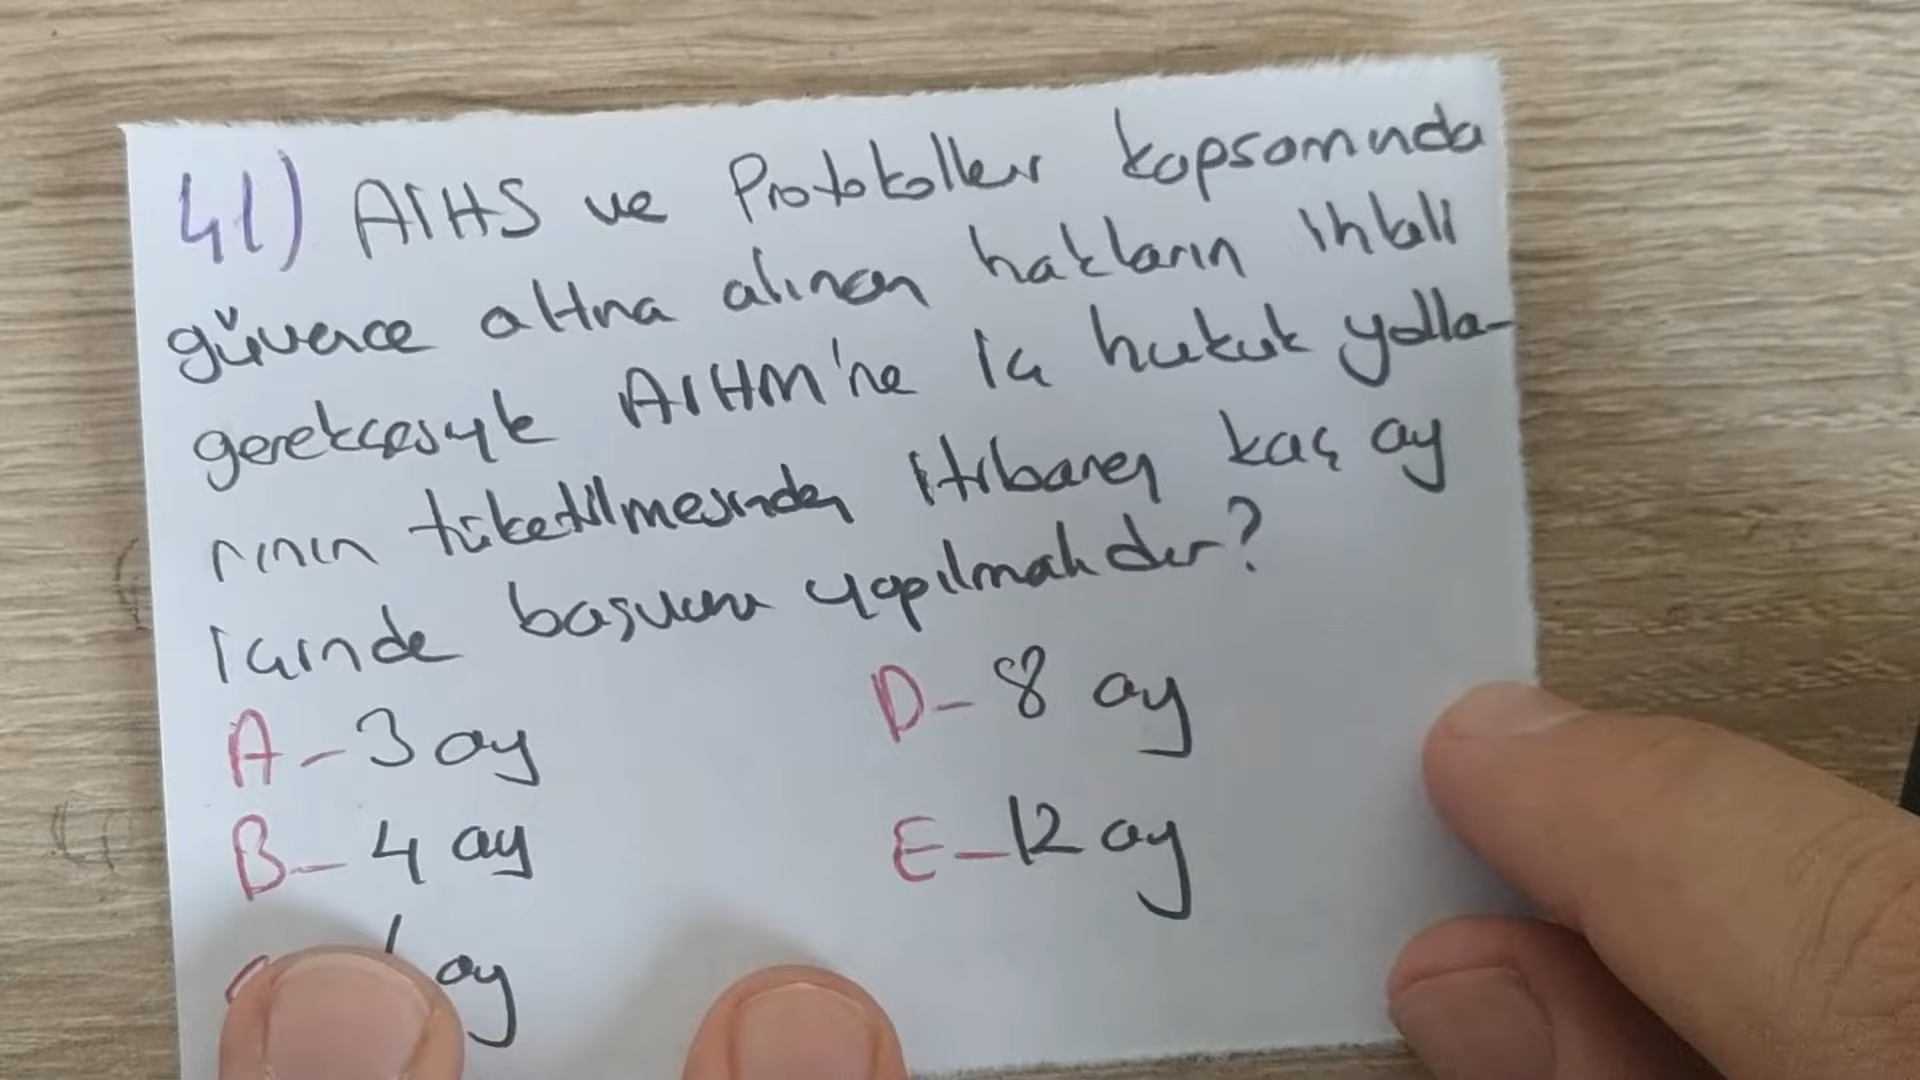 41) AİHS ve Protokoller kapsamında
güvence altına alınan hakların ihlali
gerekçesiyle AİHM'ne iç hukuk yolla-
rının tüketilmesinden itibaren kaç ay
içinde başvuru yapılmalıdır?
A- 3 ay
B- 4 ay
ay
D- 8 ay
E- 12 ay